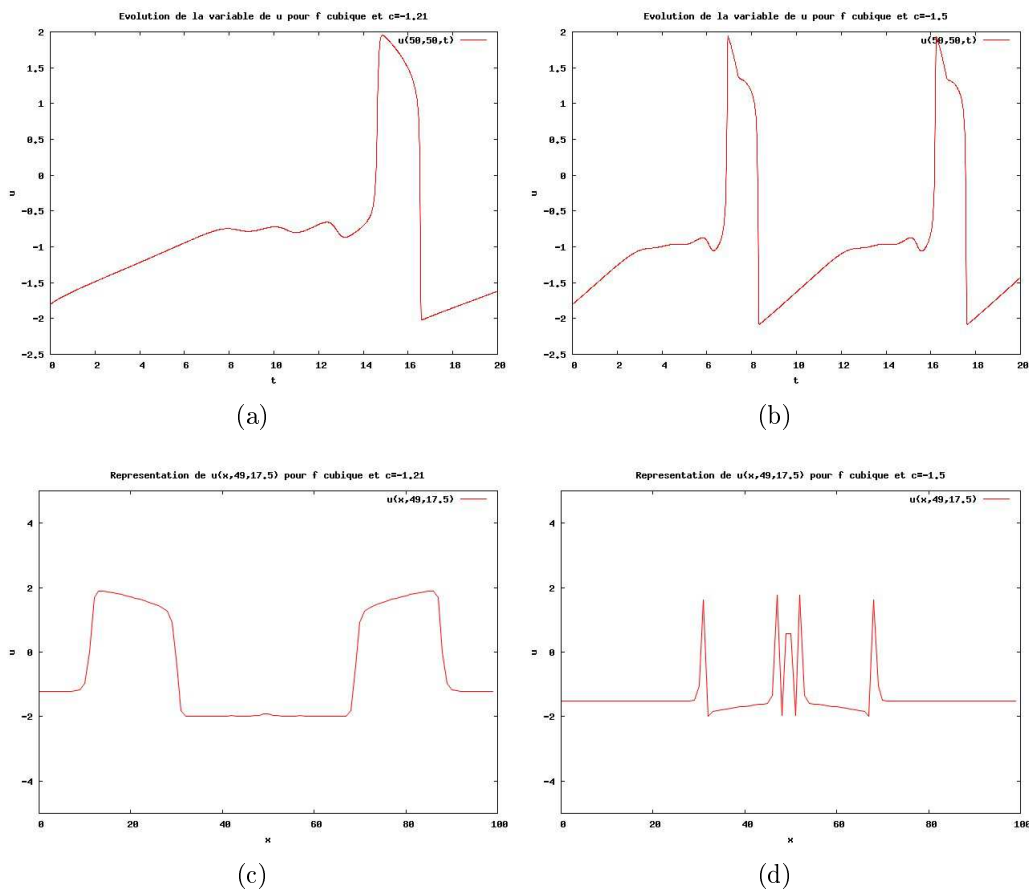 Evolution de la variable de u pour f cubique et c=-1.21
u(50,50,t)
2
1.5
1
0.5
0
-0.5
-1
-1.5
-2
-2.5
u
0 2 4 6 8 10 12 14 16 18 20
t
(a)
Evolution de la variable de u pour f cubique et c=-1.5
u(50,50,t)
2
1.5
1
0.5
0
-0.5
-1
-1.5
-2
-2.5
u
0 2 4 6 8 10 12 14 16 18 20
t
(b)
Representation de u(x,49,17.5) pour f cubique et c=-1.21
u(x,49,17.5)
4
2
0
-2
-4
u
0 20 40 60 80 100
x
(c)
Representation de u(x,49,17.5) pour f cubique et c=-1.5
u(x,49,17.5)
4
2
0
-2
-4
u
0 20 40 60 80 100
x
(d)